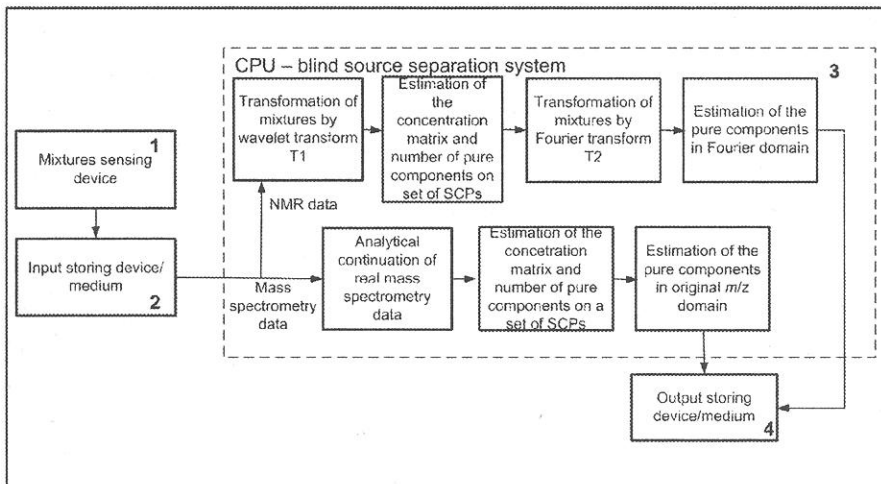 CPU – blind source separation system
3
Transformation of
mixtures by
wavelet transform
T1
Estimation of
the
concentration
matrix and
number of pure
components on
set of SCPs
Transformation of
mixtures by
Fourier transform
T2
Estimation of the
pure components
in Fourier domain
1
Mixtures sensing
device
NMR data
Input storing device/
medium
2
Mass
spectrometry
data
Analytical
continuation of
real mass
spectrometry
data
Estimation of the
concetration
matrix and
number of pure
components on a
set of SCPs
Estimation of the
pure components
in original m/z
domain
Output storing
device/medium
4